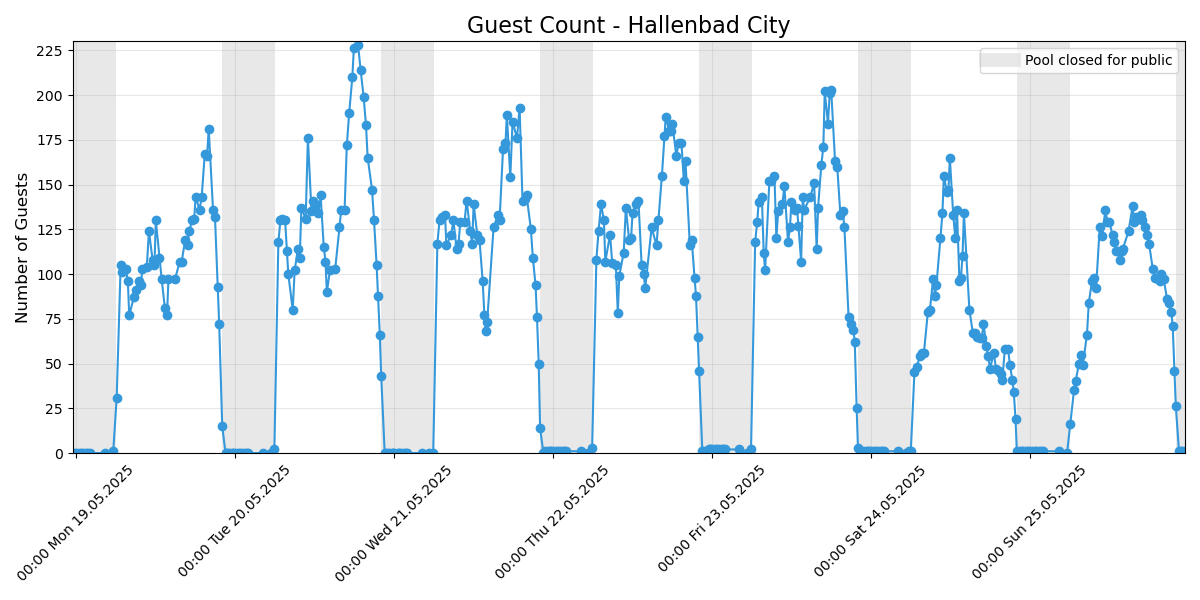 Guest Count - Hallenbad City
Pool closed for public
Number of Guests
225
200
175
150
125
100
75
50
25
0
00:00 Mon 19.05.2025
00:00 Tue 20.05.2025
00:00 Wed 21.05.2025
00:00 Thu 22.05.2025
00:00 Fri 23.05.2025
00:00 Sat 24.05.2025
00:00 Sun 25.05.2025